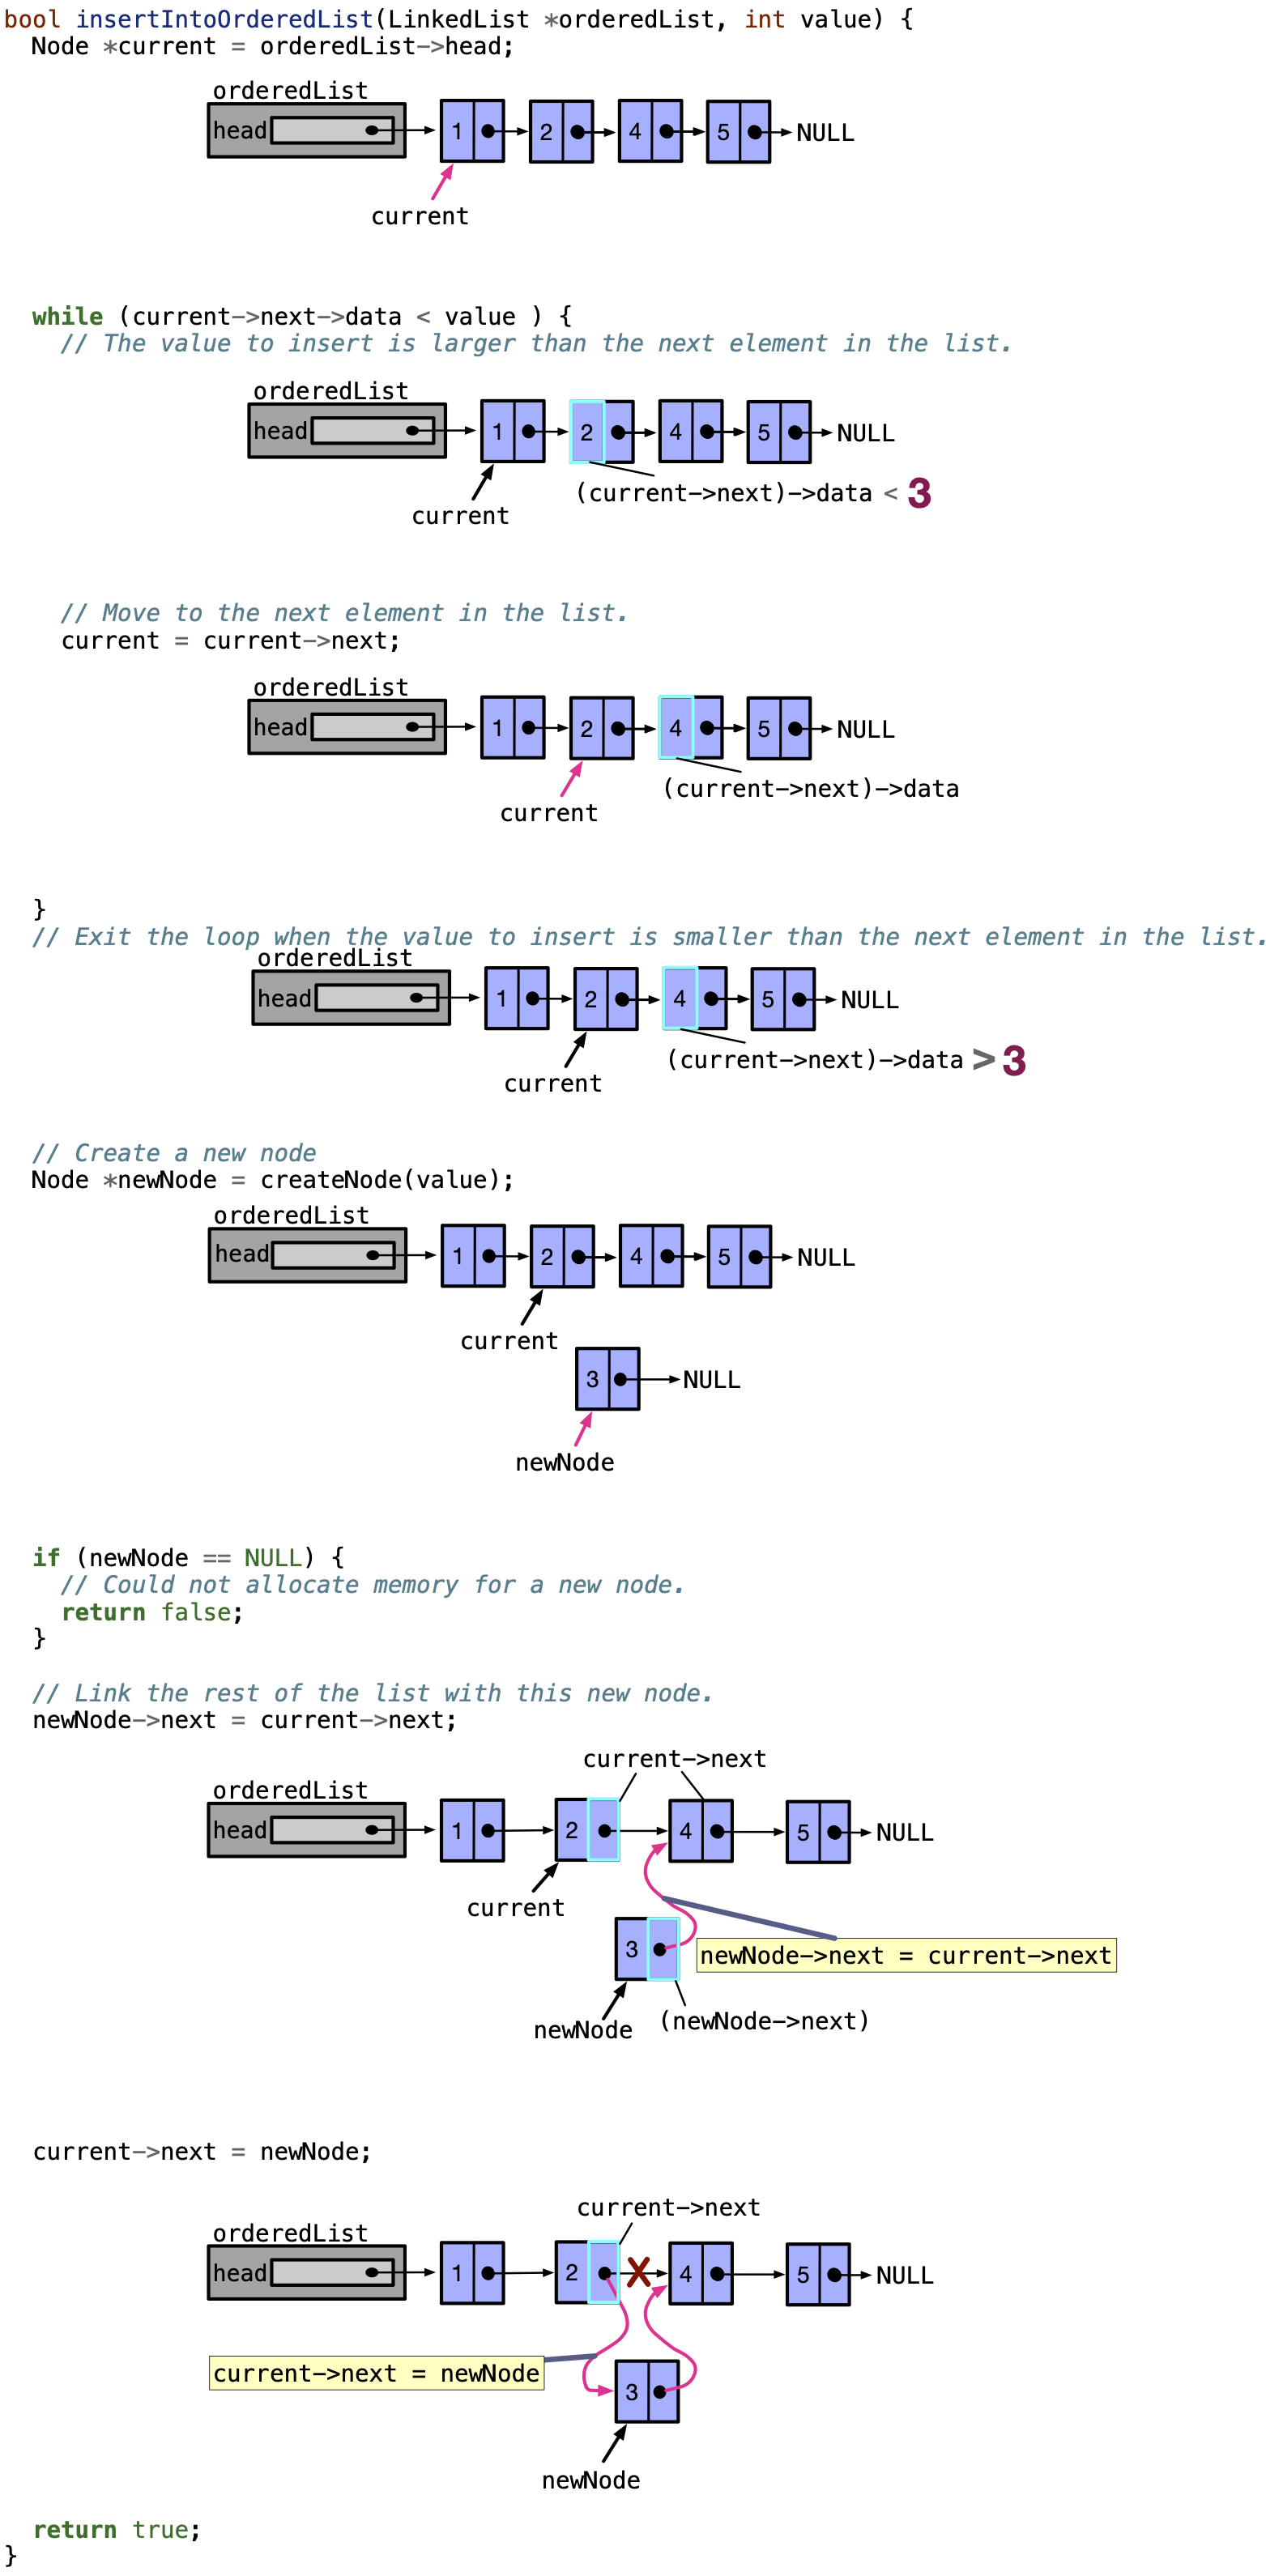 bool insertIntoOrderedList(LinkedList *orderedList, int value) {
Node *current = orderedList->head;
orderedList
head 1 2 4 5 NULL
current
while (current->next->data < value ) {
// The value to insert is larger than the next element in the list.
orderedList
head 1 2 4 5 NULL
(current->next)->data < 3
current
// Move to the next element in the list.
current = current->next;
orderedList
head 1 2 4 5 NULL
(current->next)->data
current
}
// Exit the loop when the value to insert is smaller than the next element in the list.
orderedList
head 1 2 4 5 NULL
(current->next)->data > 3
current
// Create a new node
Node *newNode = createNode(value);
orderedList
head 1 2 4 5 NULL
current
3 NULL
newNode
if (newNode == NULL) {
// Could not allocate memory for a new node.
return false;
}
// Link the rest of the list with this new node.
newNode->next = current->next;
current->next
orderedList
head 1 2 4 5 NULL
current
3 newNode->next = current->next
newNode (newNode->next)
current->next = newNode;
current->next
orderedList
head 1 2 X 4 5 NULL
current->next = newNode 3
newNode
return true;
}